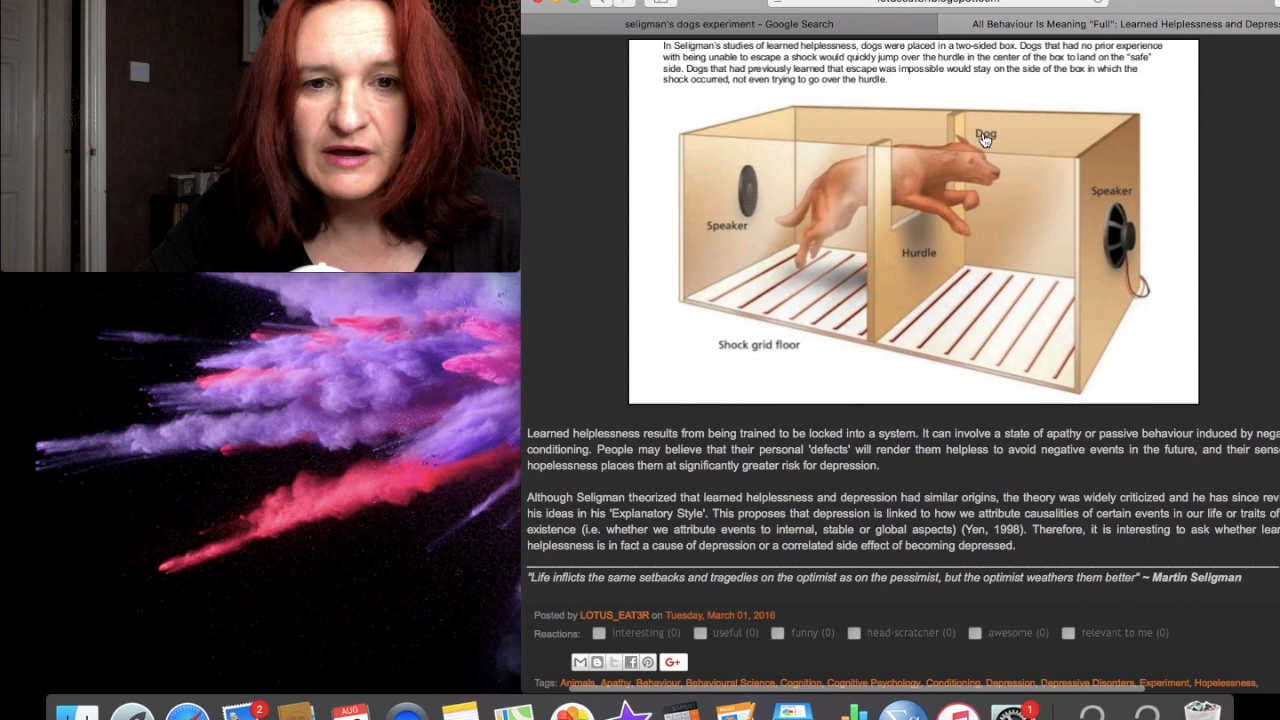 lotuseater.blogspot.com
seligman's dogs experiment - Google Search
All Behaviour Is Meaning "Full": Learned Helplessness and Depres
In Seligman's studies of learned helplessness, dogs were placed in a two-sided box. Dogs that had no prior experience
with being unable to escape a shock would quickly jump over the hurdle in the center of the box to land on the "safe"
side. Dogs that had previously learned that escape was impossible would stay on the side of the box in which the
shock occurred, not even trying to go over the hurdle.
Dog
Speaker
Speaker
Hurdle
Shock grid floor
Learned helplessness results from being trained to be locked into a system. It can involve a state of apathy or passive behaviour induced by nega
conditioning. People may believe that their personal 'defects' will render them helpless to avoid negative events in the future, and their sens
hopelessness places them at significantly greater risk for depression.
Although Seligman theorized that learned helplessness and depression had similar origins, the theory was widely criticized and he has since rev
his ideas in his 'Explanatory Style'. This proposes that depression is linked to how we attribute causalities of certain events in our life or traits of
existence (i.e. whether we attribute events to internal, stable or global aspects) (Yen, 1998). Therefore, it is interesting to ask whether lear
helplessness is in fact a cause of depression or a correlated side effect of becoming depressed.
"Life inflicts the same setbacks and tragedies on the optimist as on the pessimist, but the optimist weathers them better" ~ Martin Seligman
Posted by LOTUS_EAT3R on Tuesday, March 01, 2016
Reactions: interesting (0) useful (0) funny (0) head-scratcher (0) awesome (0) relevant to me (0)
G+
Tags: Animals, Apathy, Behaviour, Behavioural Science, Cognition, Cognitive Psychology, Conditioning, Depression, Depressive Disorders, Experiment, Hopelessness,
2
AUG
1